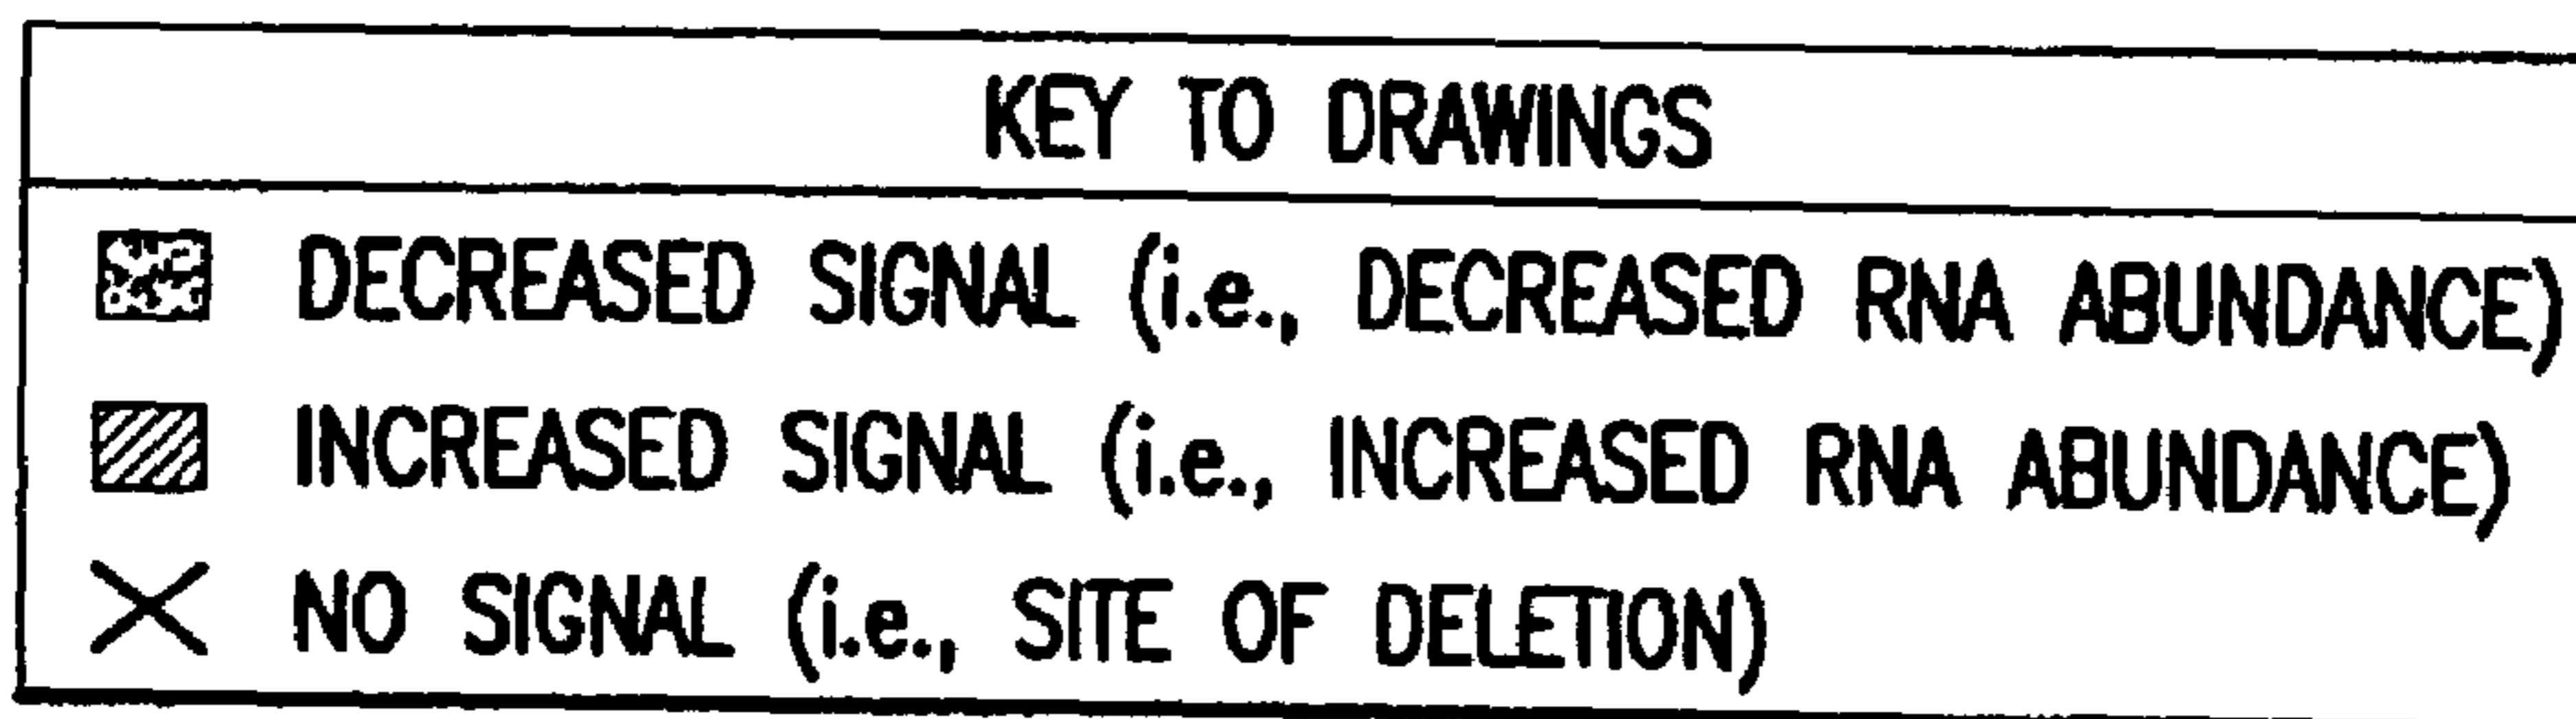 KEY TO DRAWINGS
DECREASED SIGNAL (i.e., DECREASED RNA ABUNDANCE)
INCREASED SIGNAL (i.e., INCREASED RNA ABUNDANCE)
NO SIGNAL (i.e., SITE OF DELETION)